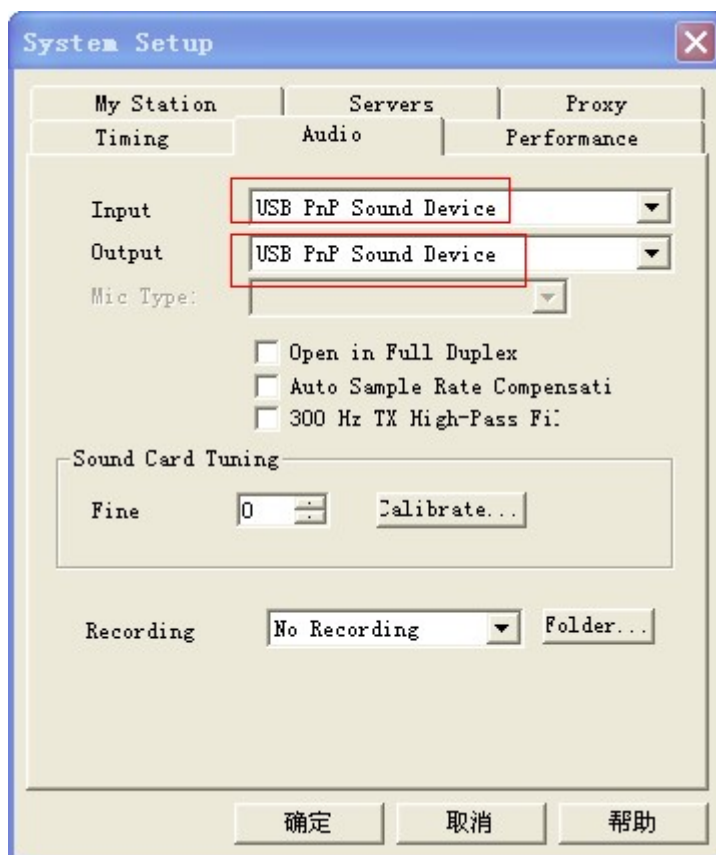 System Setup
My Station Servers Proxy
Timing Audio Performance
Input USB PnP Sound Device
Output USB PnP Sound Device
Mic Type:
Open in Full Duplex
Auto Sample Rate Compensati
300 Hz TX High-Pass Fi
Sound Card Tuning
Fine 0 Calibrate...
Recording No Recording Folder...
确定 取消 帮助